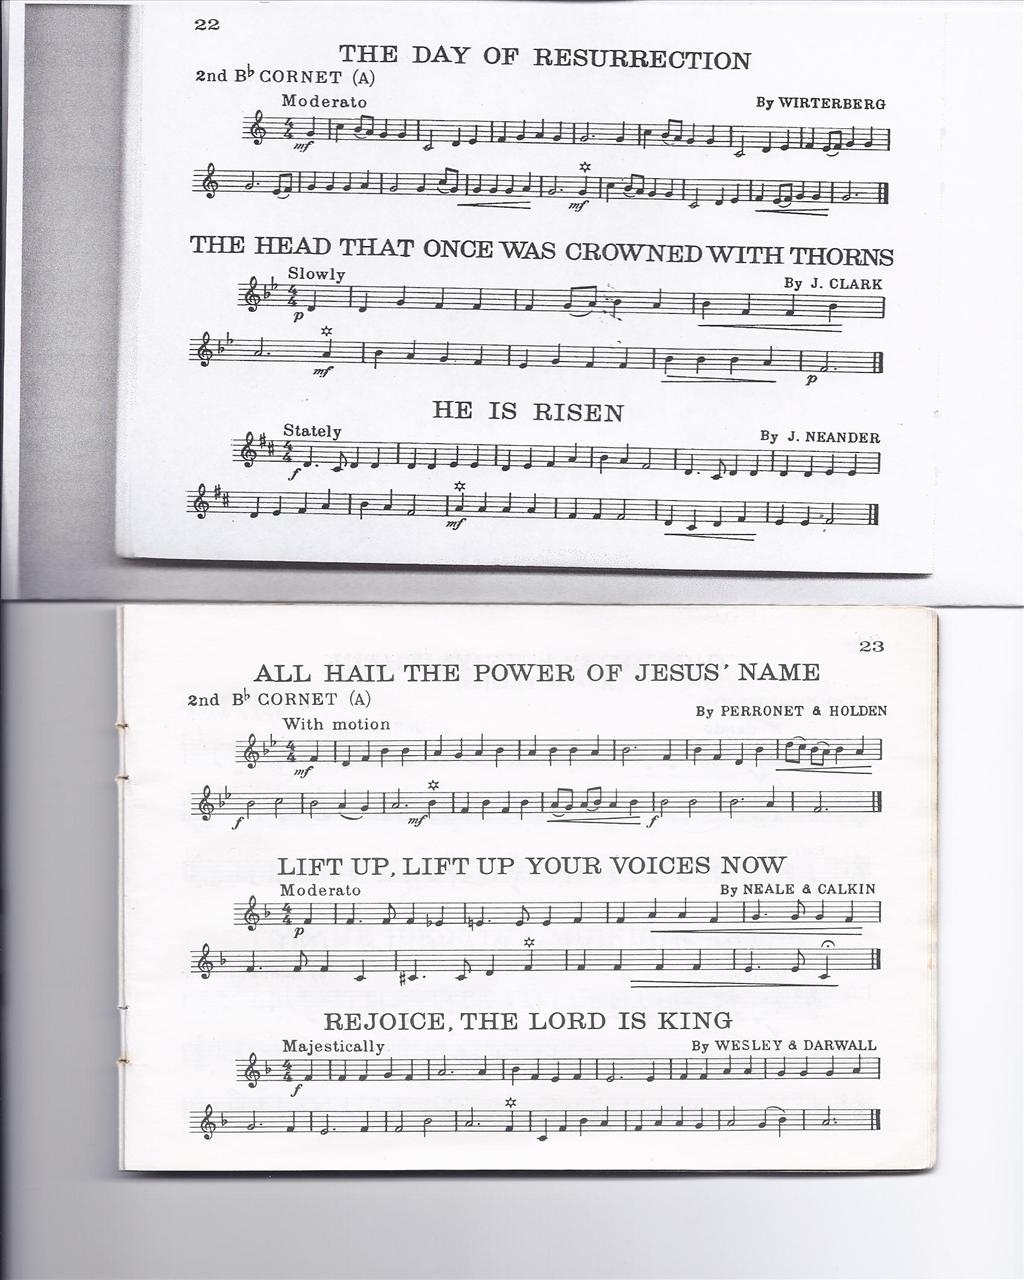 22
THE DAY OF RESURRECTION
2nd B♭ CORNET (A)
Moderato
By WIRTERBERG
mf
mf
THE HEAD THAT ONCE WAS CROWNED WITH THORNS
Slowly
By J. CLARK
p
mf
p
HE IS RISEN
Stately
By J. NEANDER
f
mf
23
ALL HAIL THE POWER OF JESUS' NAME
2nd B♭ CORNET (A)
By PERRONET & HOLDEN
With motion
mf
f mf f
LIFT UP, LIFT UP YOUR VOICES NOW
Moderato
By NEALE & CALKIN
p
REJOICE, THE LORD IS KING
Majestically
By WESLEY & DARWALL
f